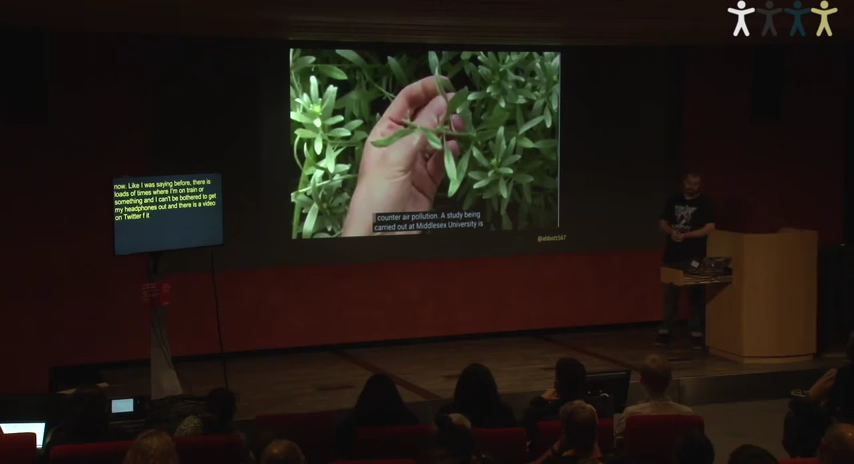 now. Like I was saying before, there is
loads of times where I'm on train or
something and I can't be bothered to get
my headphones out and there is a video
on Twitter f it
counter air pollution. A study being
carried out at Middlesex University is
@abbott567